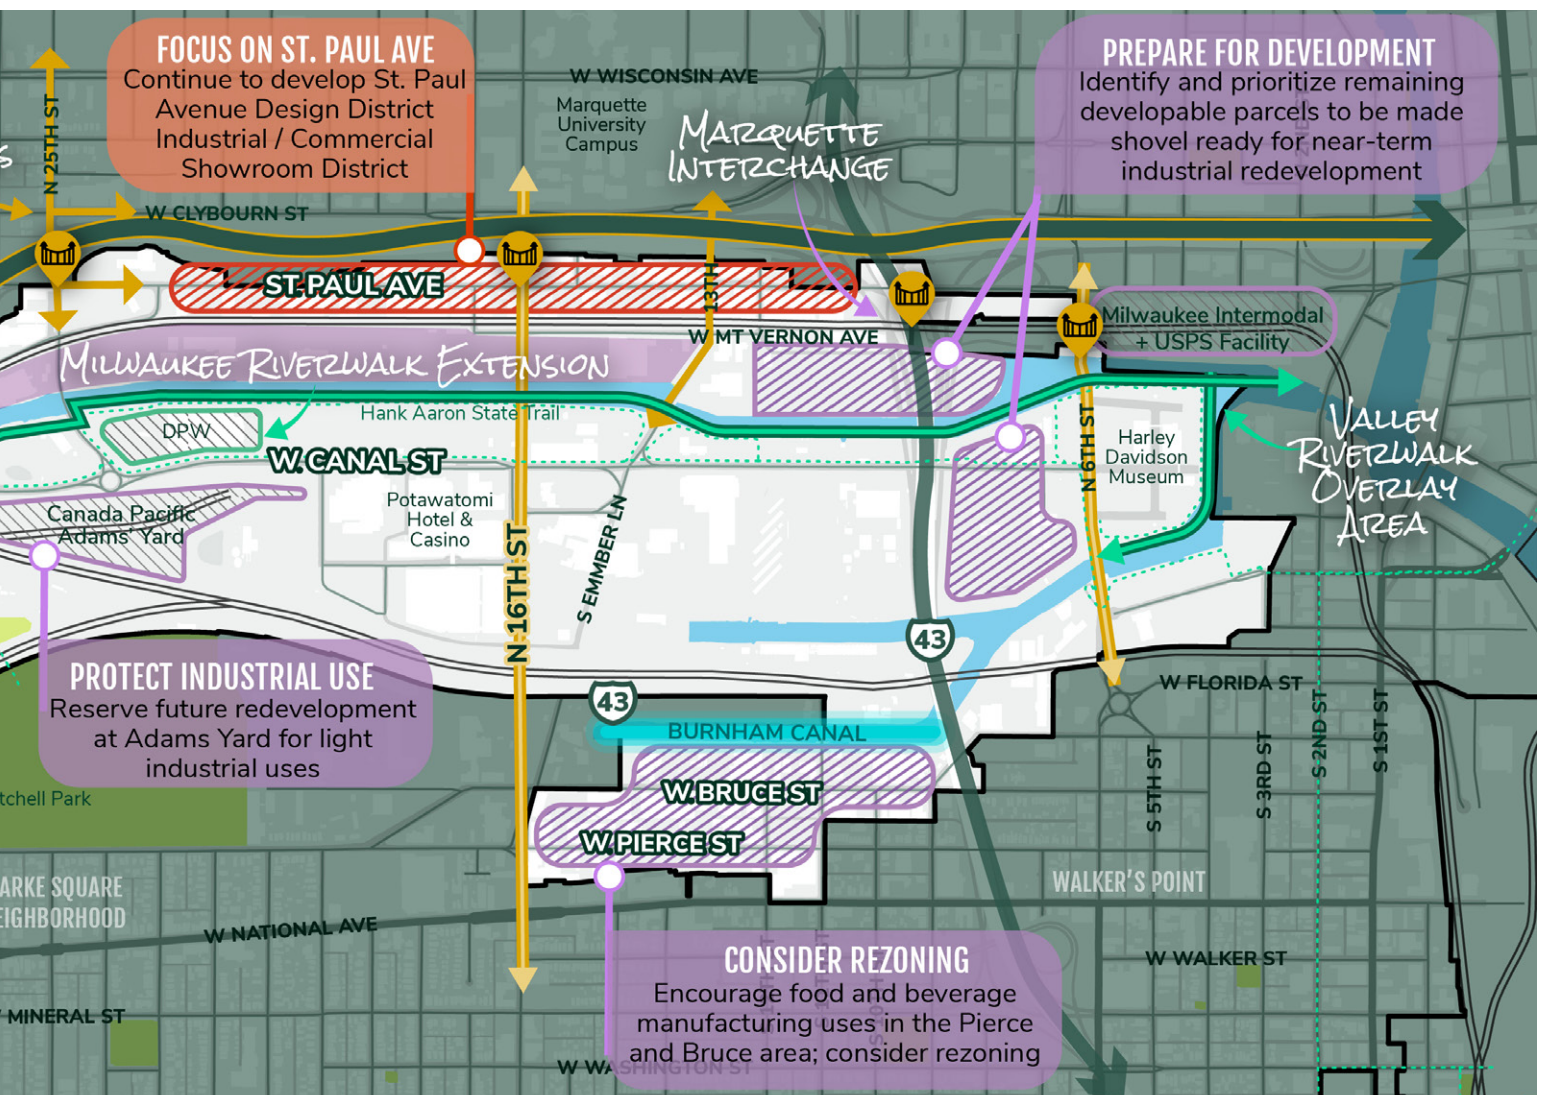 FOCUS ON ST. PAUL AVE
Continue to develop St. Paul
Avenue Design District
Industrial / Commercial
Showroom District
PREPARE FOR DEVELOPMENT
Identify and prioritize remaining
developable parcels to be made
shovel ready for near-term
industrial redevelopment
W WISCONSIN AVE
Marquette
University
Campus
MARQUETTE
INTERCHANGE
N 25TH ST
W CLYBOURN ST
ST. PAUL AVE
13TH
W MT VERNON AVE
Milwaukee Intermodal
+ USPS Facility
MILWAUKEE RIVERWALK EXTENSION
Hank Aaron State Trail
DPW
W. CANAL ST
N 6TH ST
Harley
Davidson
Museum
VALLEY
RIVERWALK
OVERLAY
AREA
Canada Pacific
Adams' Yard
Potawatomi
Hotel &
Casino
N 16TH ST
S EMMBER LN
43
PROTECT INDUSTRIAL USE
Reserve future redevelopment
at Adams Yard for light
industrial uses
43
W FLORIDA ST
BURNHAM CANAL
W. BRUCE ST
W. PIERCE ST
S 5TH ST
S 3RD ST
S 2ND ST
S 1ST ST
tchell Park
ARKE SQUARE
EIGHBORHOOD
WALKER'S POINT
W NATIONAL AVE
W WALKER ST
CONSIDER REZONING
Encourage food and beverage
manufacturing uses in the Pierce
and Bruce area; consider rezoning
MINERAL ST
W WASHINGTON ST